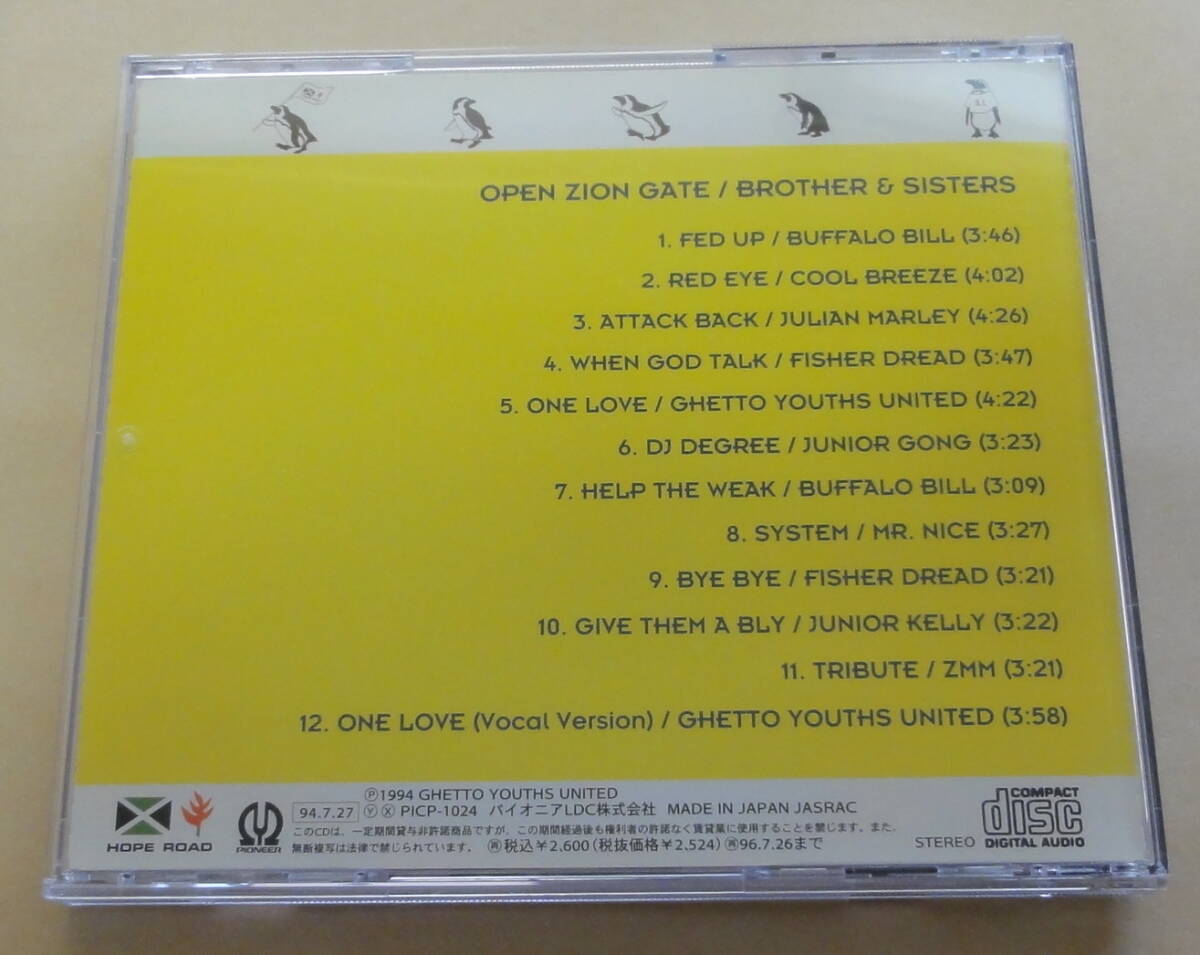 OPEN ZION GATE / BROTHER & SISTERS
1. FED UP / BUFFALO BILL (3:46)
2. RED EYE / COOL BREEZE (4:02)
3. ATTACK BACK / JULIAN MARLEY (4:26)
4. WHEN GOD TALK / FISHER DREAD (3:47)
5. ONE LOVE / GHETTO YOUTHS UNITED (4:22)
6. DJ DEGREE / JUNIOR GONG (3:23)
7. HELP THE WEAK / BUFFALO BILL (3:09)
8. SYSTEM / MR. NICE (3:27)
9. BYE BYE / FISHER DREAD (3:21)
10. GIVE THEM A BLY / JUNIOR KELLY (3:22)
11. TRIBUTE / ZMM (3:21)
12. ONE LOVE (Vocal Version) / GHETTO YOUTHS UNITED (3:58)
HOPE ROAD
PIONEER
Ⓟ1994 GHETTO YOUTHS UNITED
94.7.27 Ⓨ Ⓧ PICP-1024 パイオニアLDC株式会社 MADE IN JAPAN JASRAC
このCDは、一定期間貸与非許諾商品ですが、この期間経過後も権利者の許諾なく賃貸業に使用することを禁じます。また、
無断複写は法律で禁じられています。 ㊢税込¥2,600(税抜価格¥2,524)㊢96.7.26まで
STEREO
COMPACT
disc
DIGITAL AUDIO